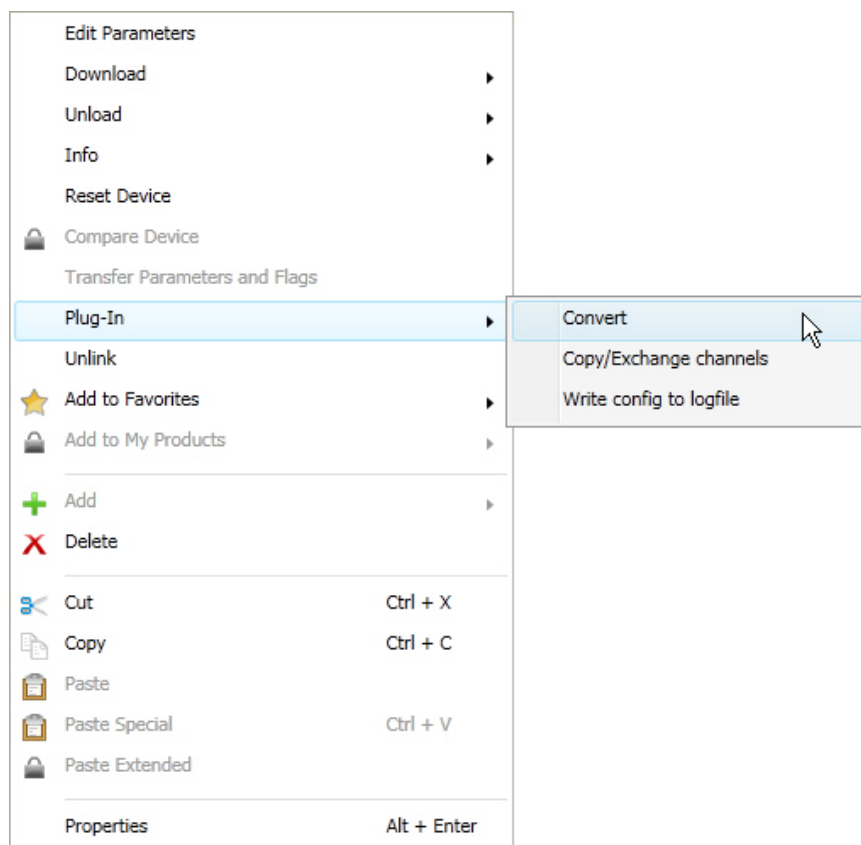 Edit Parameters
Download
Unload
Info
Reset Device
Compare Device
Transfer Parameters and Flags
Plug-In
Convert
Unlink
Copy/Exchange channels
Add to Favorites
Write config to logfile
Add to My Products
Add
Delete
Cut Ctrl + X
Copy Ctrl + C
Paste
Paste Special Ctrl + V
Paste Extended
Properties Alt + Enter